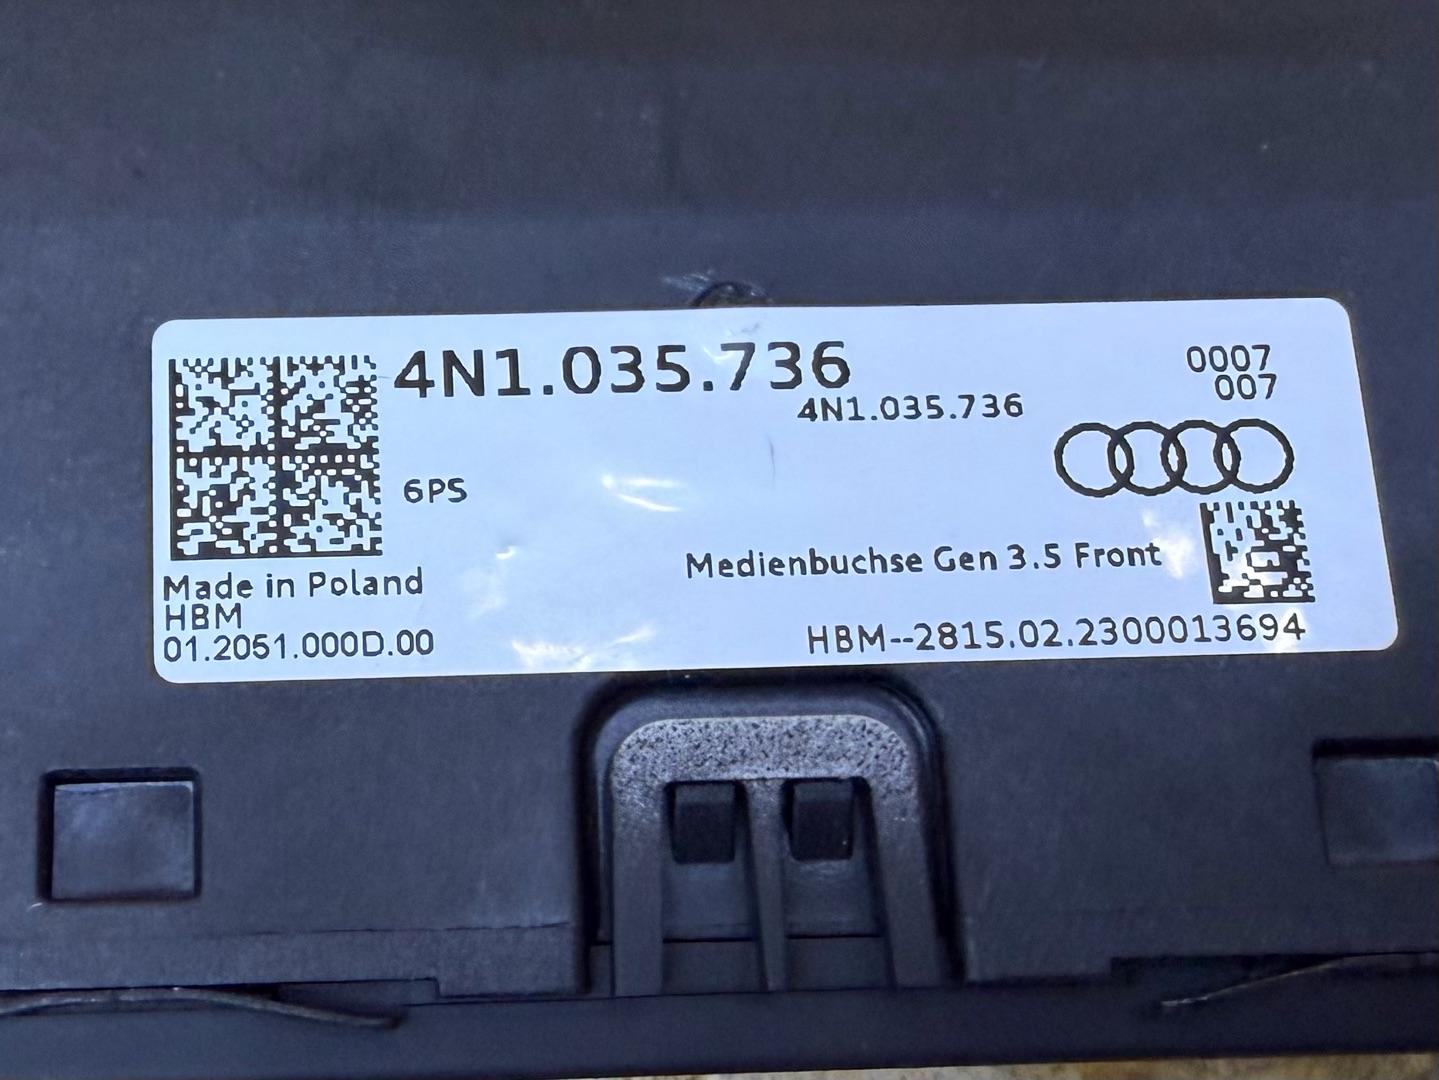 4N1.035.736
0007
007
4N1.035.736
6PS
Medienbuchse Gen 3.5 Front
Made in Poland
HBM
01.2051.000D.00
HBM--2815.02.2300013694